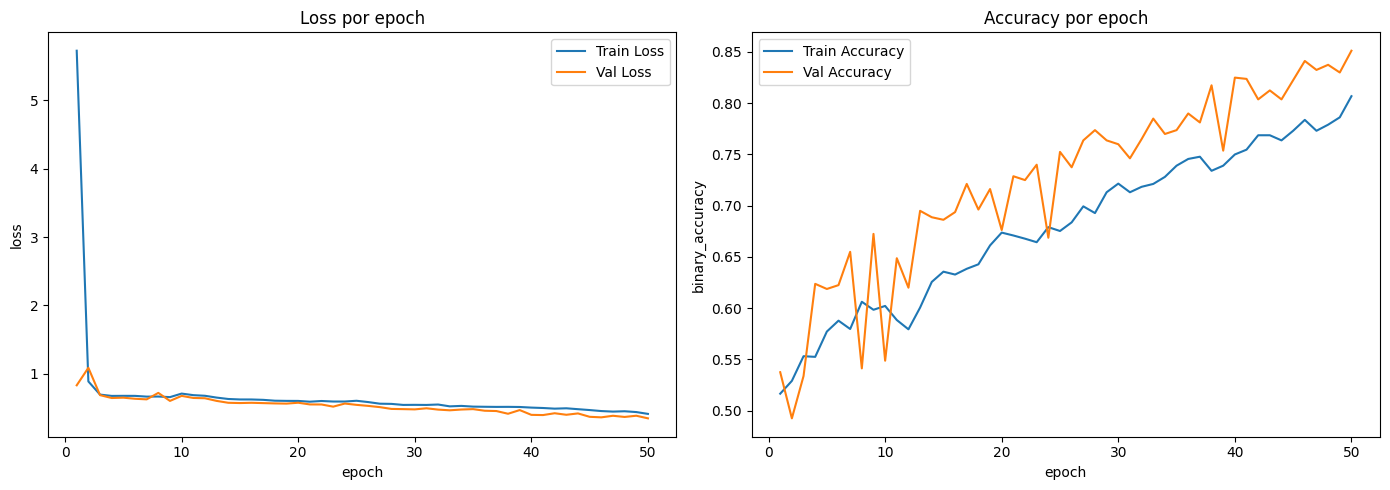 Loss por epoch
Train Loss
Val Loss
5
4
3
2
1
loss
0
10
20
30
40
50
epoch
Accuracy por epoch
Train Accuracy
Val Accuracy
0.85
0.80
0.75
0.70
0.65
0.60
0.55
0.50
binary_accuracy
0
10
20
30
40
50
epoch